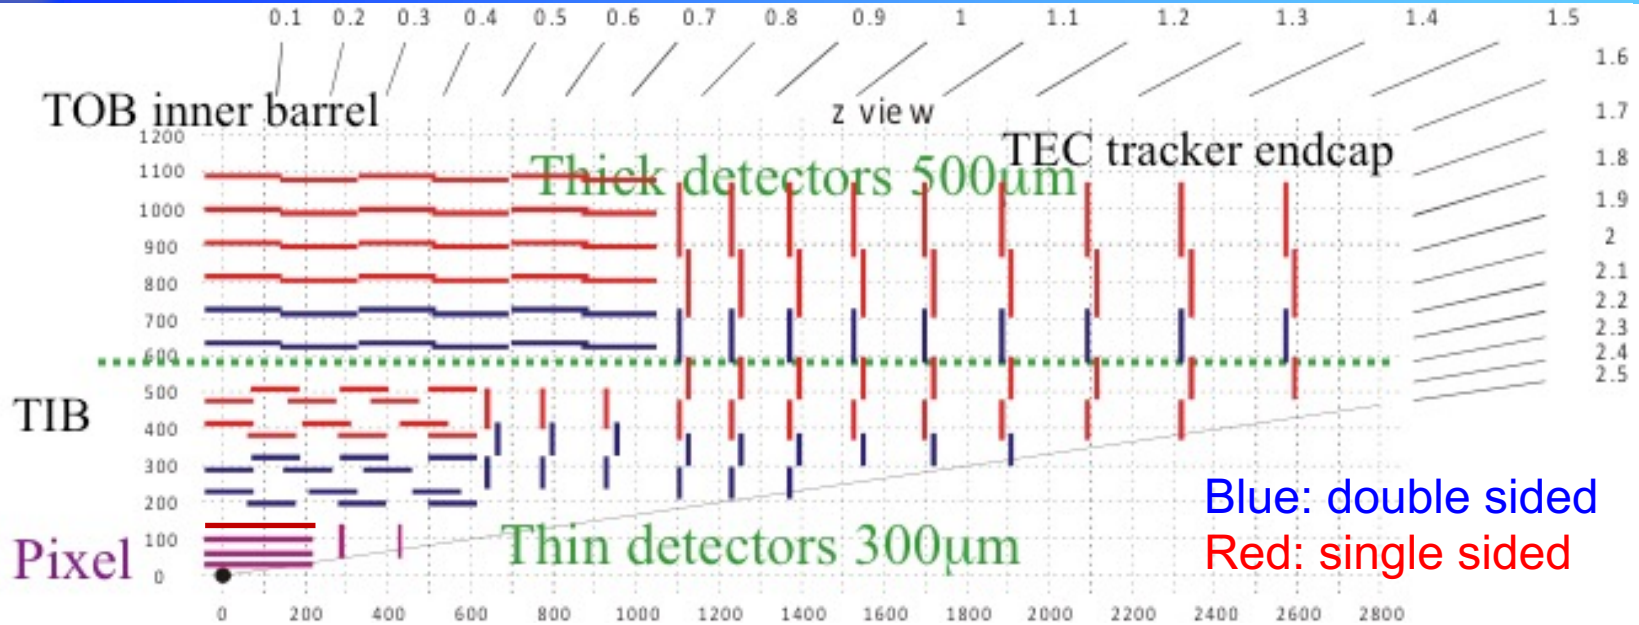 0.1 0.2 0.3 0.4 0.5 0.6 0.7 0.8 0.9 1 1.1 1.2 1.3 1.4 1.5
1.6
TOB inner barrel
z view
1.7
1200
TEC tracker endcap
1.8
1100
Thick detectors 500µm
1.9
1000
2
900
2.1
800
2.2
700
2.3
600
2.4
2.5
500
TIB
400
300
200
Blue: double sided
Pixel
100
Thin detectors 300µm
Red: single sided
0
0 200 400 600 800 1000 1200 1400 1600 1800 2000 2200 2400 2600 2800